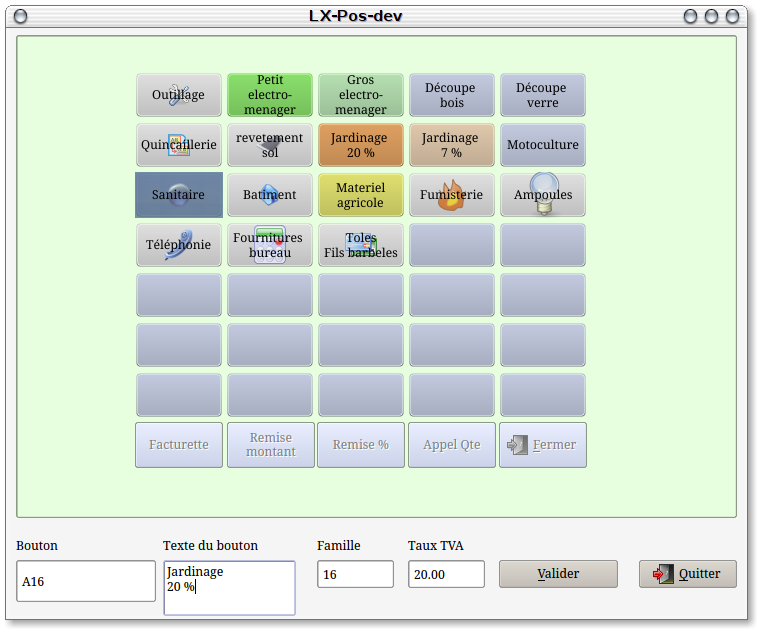 LX-Pos-dev
Outillage
Petit
electro-
menager
Gros
electro-
menager
Découpe
bois
Découpe
verre
Quincaillerie
revetement
sol
Jardinage
20 %
Jardinage
7 %
Motoculture
Sanitaire
Batiment
Materiel
agricole
Fumisterie
Ampoules
Téléphonie
Fournitures
bureau
Toles
Fils barbeles
Facturette
Remise
montant
Remise %
Appel Qte
Fermer
Bouton
Texte du bouton
Famille
Taux TVA
A16
Jardinage
20 %
16
20.00
Valider
Quitter